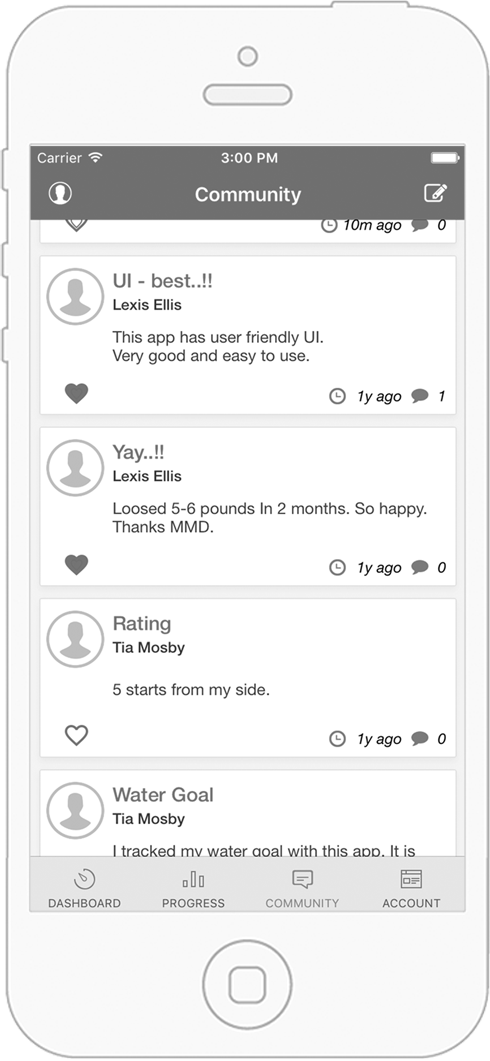 Carrier 3:00 PM
Community
10m ago 0
UI - best..!!
Lexis Ellis
This app has user friendly UI.
Very good and easy to use.
1y ago 1
Yay..!!
Lexis Ellis
Loosed 5-6 pounds In 2 months. So happy.
Thanks MMD.
1y ago 0
Rating
Tia Mosby
5 starts from my side.
1y ago 0
Water Goal
Tia Mosby
I tracked my water goal with this app. It is
DASHBOARD PROGRESS COMMUNITY ACCOUNT